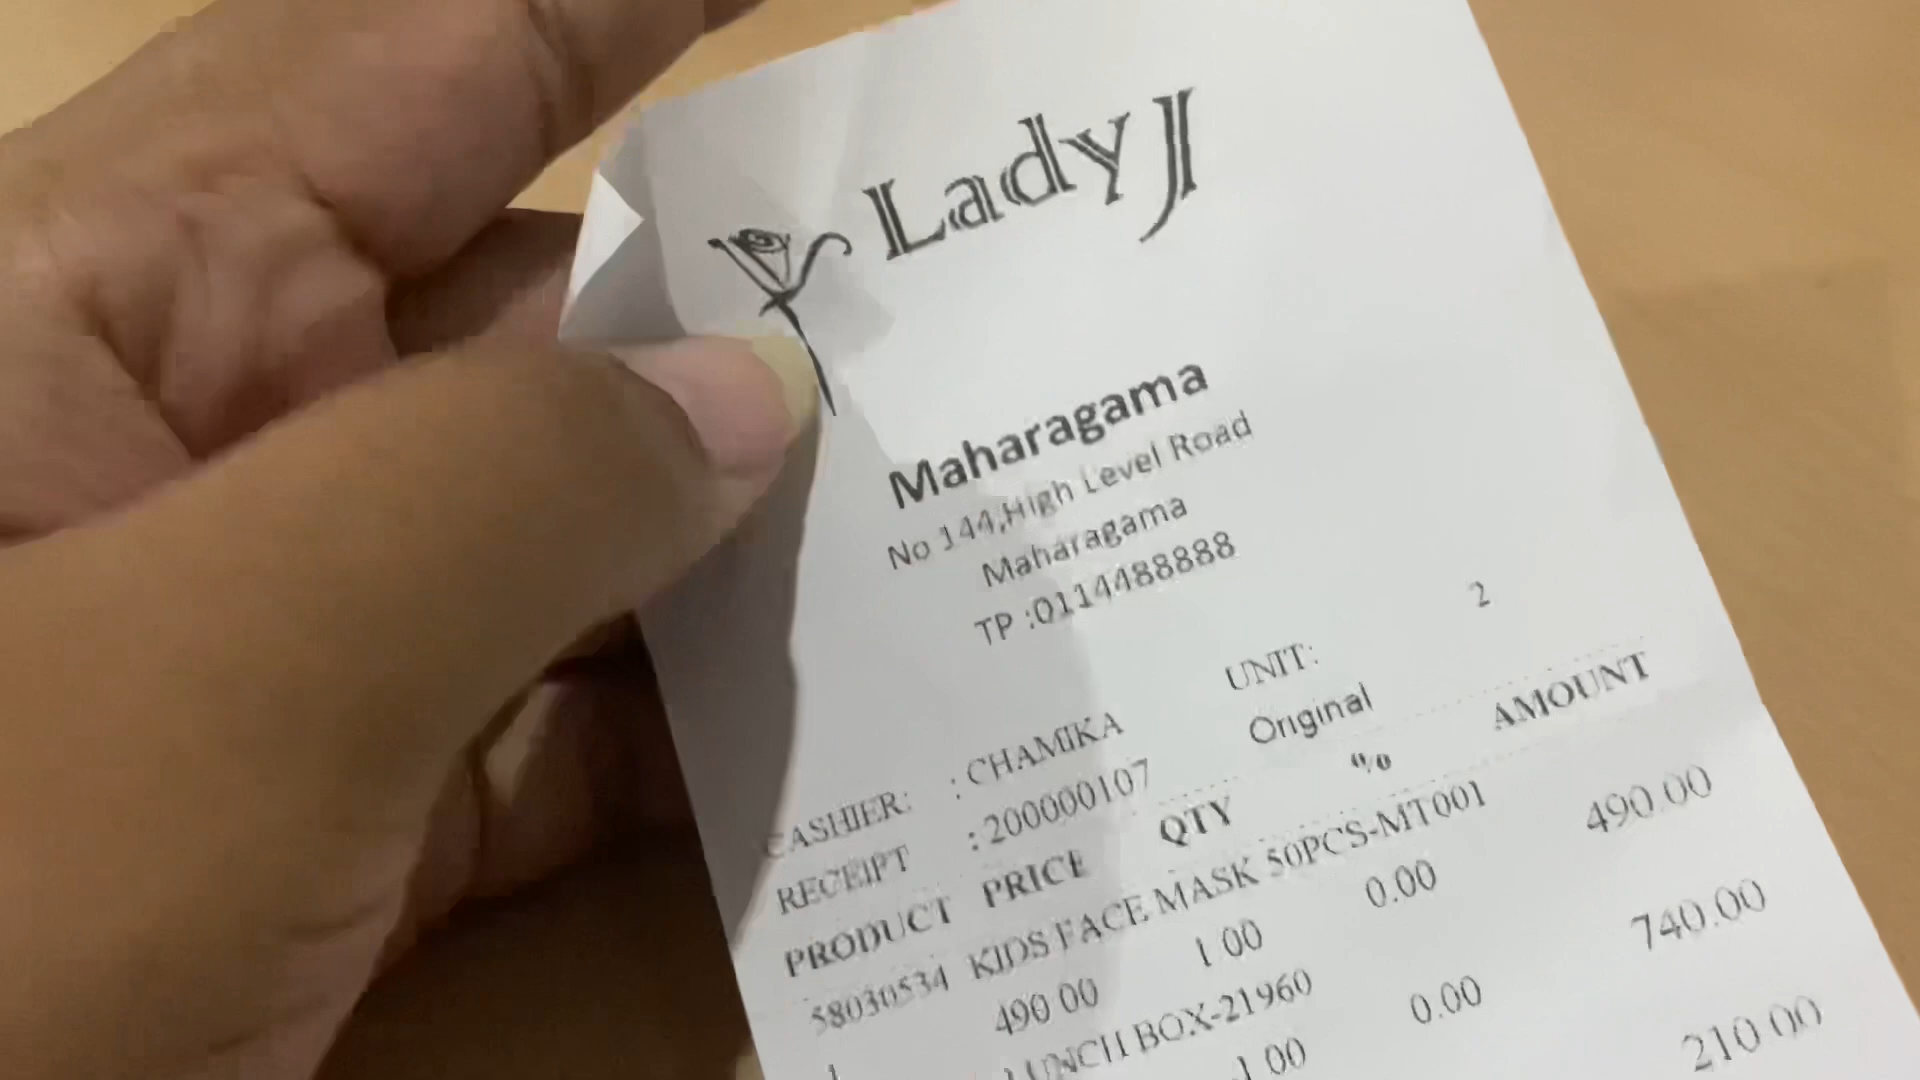 Lady J
Maharagama
No 144,High Level Road
Maharagama
TP :0114488888
CASHIER: : CHAMIKA UNIT: 2
RECEIPT : 200000107 Original
PRODUCT PRICE QTY % AMOUNT
58030534 KIDS FACE MASK 50PCS-MT001
490.00 1.00 0.00 490.00
LUNCH BOX-21960
1.00 0.00 740.00
210.00